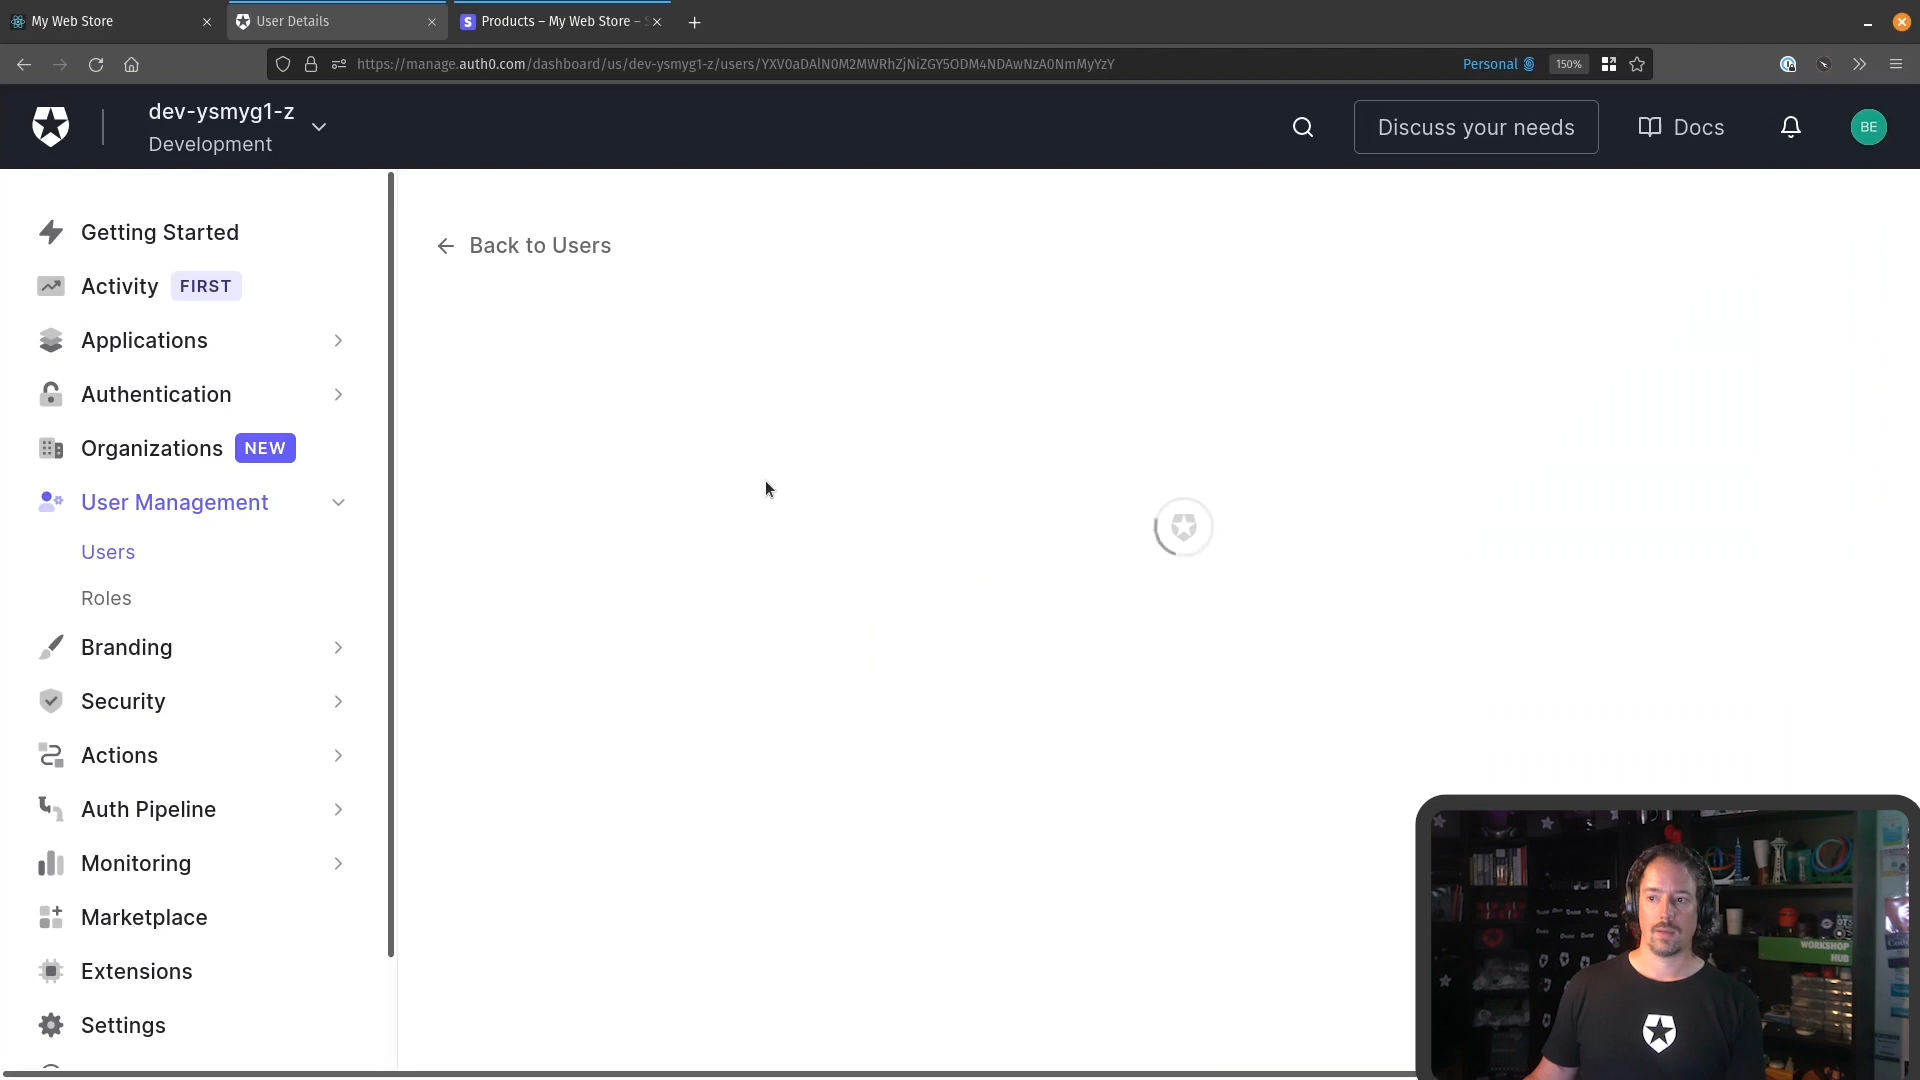 My Web Store
User Details
Products – My Web Store –
https://manage.auth0.com/dashboard/us/dev-ysmyg1-z/users/YXV0aDAlN0M2MWRhZjNiZGY5ODM4NDAwNzA0NmMyYzY
Personal
150%
dev-ysmyg1-z
Development
Discuss your needs
Docs
BE
Getting Started
Activity FIRST
Applications
Authentication
Organizations NEW
User Management
Users
Roles
Branding
Security
Actions
Auth Pipeline
Monitoring
Marketplace
Extensions
Settings
Back to Users
WORKSHOP
HUB